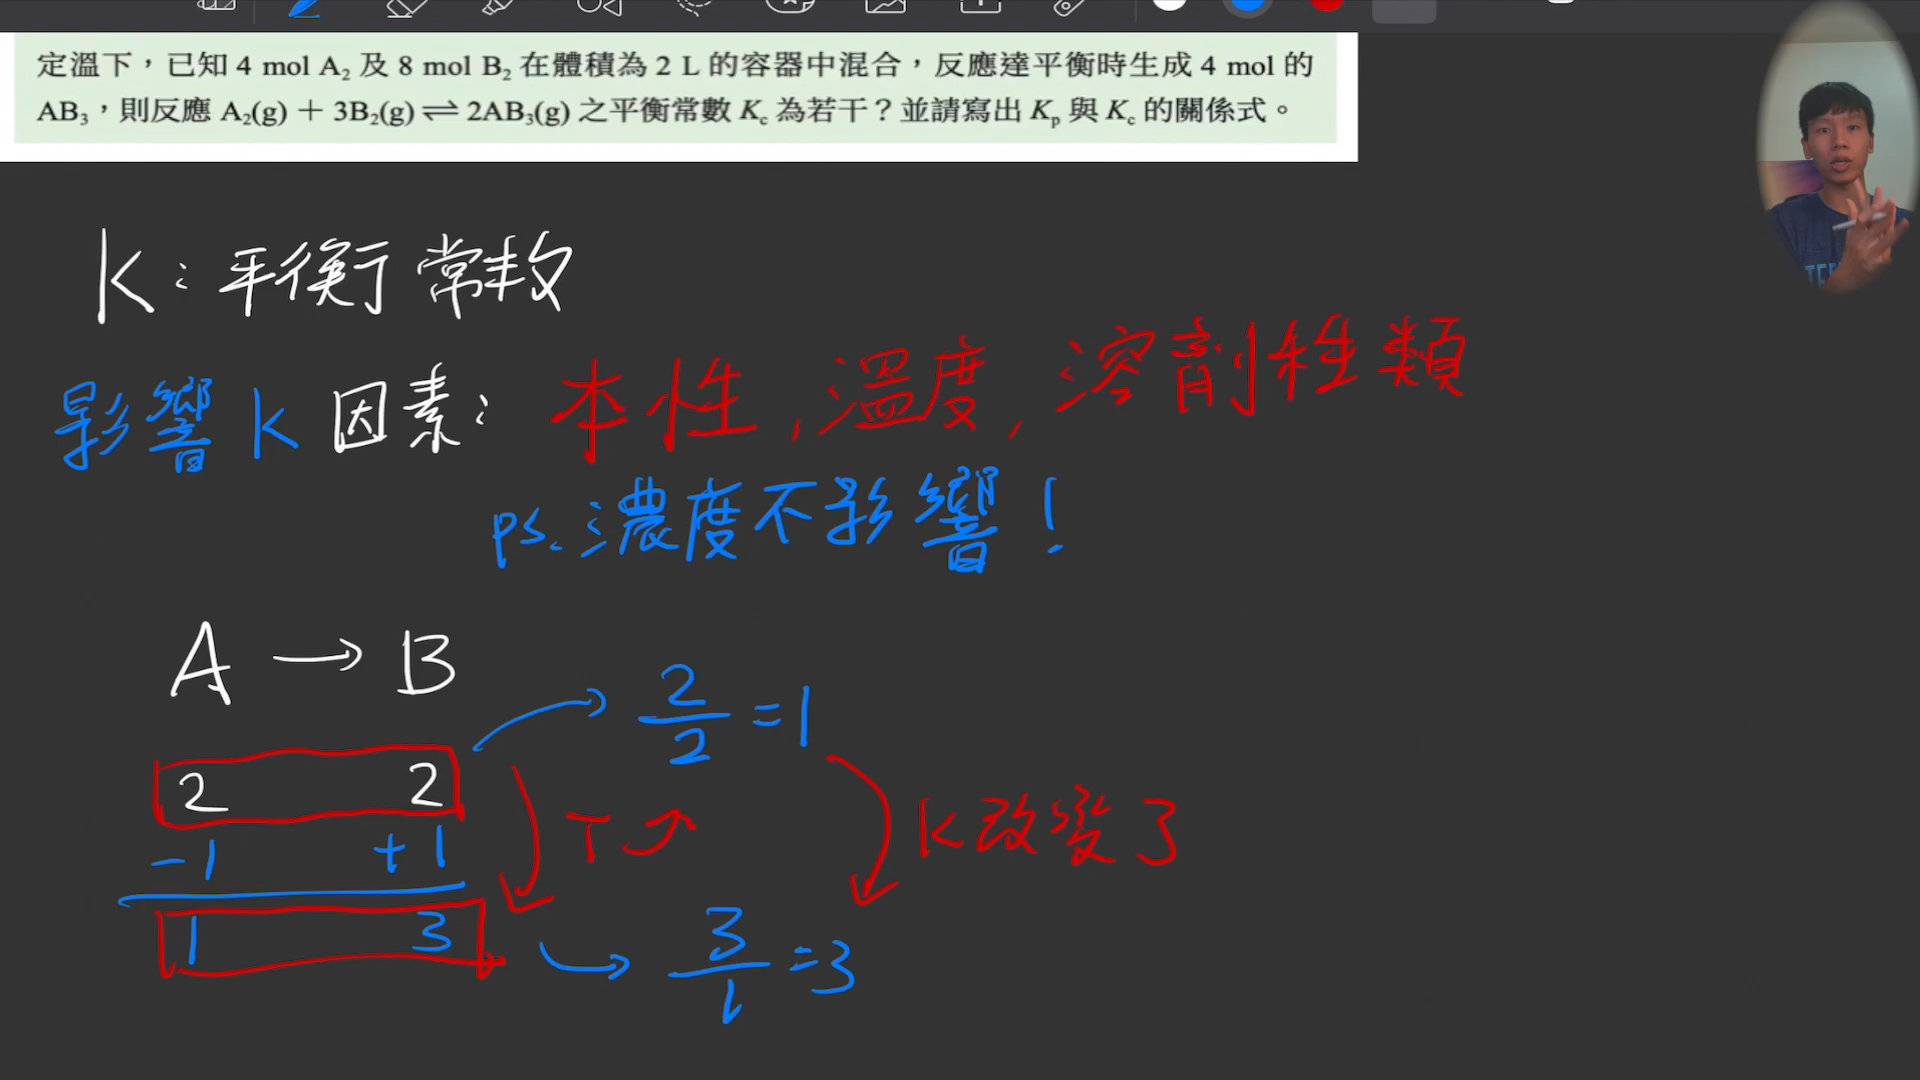 定溫下，已知 4 mol A₂ 及 8 mol B₂ 在體積為 2 L 的容器中混合，反應達平衡時生成 4 mol 的
AB₃，則反應 A₂(g) + 3B₂(g) ⇌ 2AB₃(g) 之平衡常數 Kc 為若干？並請寫出 Kp 與 Kc 的關係式。
K：平衡常数
影響 K 因素：本性，溫度，溶劑種類
ps. 濃度不影響！
A → B
2 2 → 2/2 = 1
-1 +1 T↗ K改變了
1 3 → 3/1 = 3